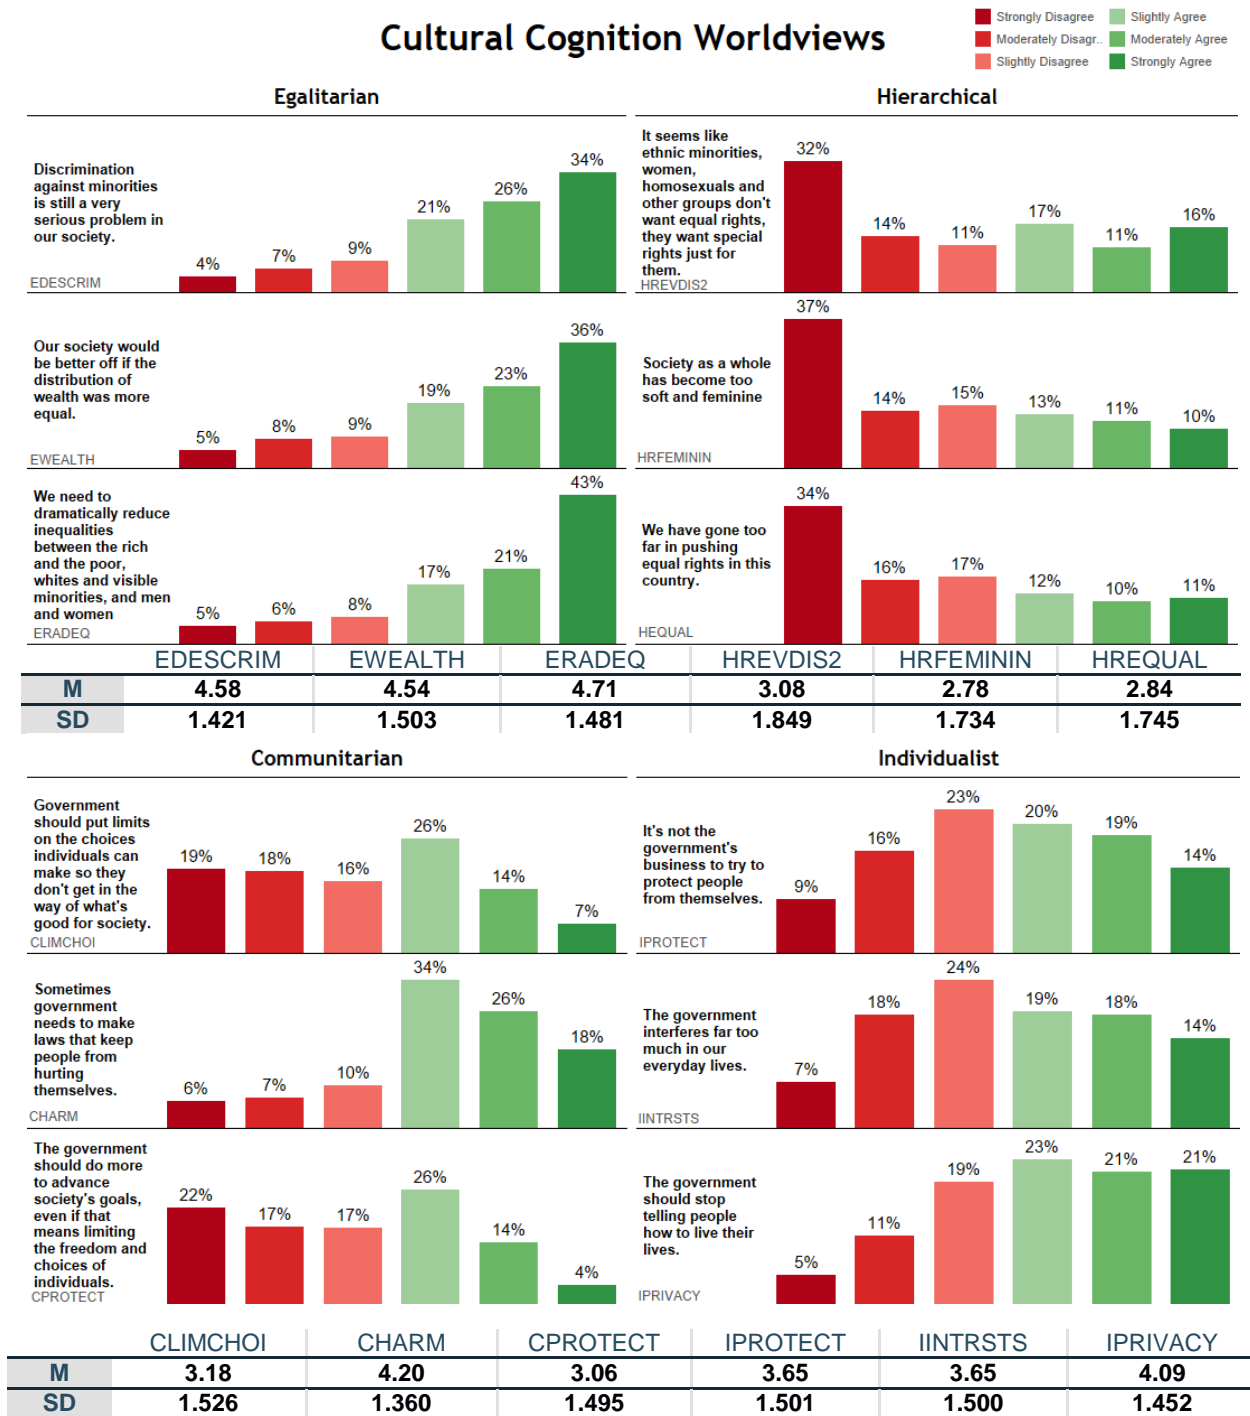 Cultural Cognition Worldviews
Strongly Disagree
Moderately Disagr..
Slightly Disagree
Slightly Agree
Moderately Agree
Strongly Agree
Egalitarian
Discrimination
against minorities
is still a very
serious problem in
our society.
EDESCRIM
4%
7%
9%
21%
26%
34%
Our society would
be better off if the
distribution of
wealth was more
equal.
EWEALTH
5%
8%
9%
19%
23%
36%
We need to
dramatically reduce
inequalities
between the rich
and the poor,
whites and visible
minorities, and men
and women
ERADEQ
5%
6%
8%
17%
21%
43%
Hierarchical
It seems like
ethnic minorities,
women,
homosexuals and
other groups don't
want equal rights,
they want special
rights just for
them.
HREVDIS2
32%
14%
11%
17%
11%
16%
Society as a whole
has become too
soft and feminine
HRFEMININ
37%
14%
15%
13%
11%
10%
We have gone too
far in pushing
equal rights in this
country.
HEQUAL
34%
16%
17%
12%
10%
11%
EDESCRIM EWEALTH ERADEQ HREVDIS2 HRFEMININ HREQUAL
M 4.58 4.54 4.71 3.08 2.78 2.84
SD 1.421 1.503 1.481 1.849 1.734 1.745
Communitarian
Government
should put limits
on the choices
individuals can
make so they
don't get in the
way of what's
good for society.
CLIMCHOI
19%
18%
16%
26%
14%
7%
Sometimes
government
needs to make
laws that keep
people from
hurting
themselves.
CHARM
6%
7%
10%
34%
26%
18%
The government
should do more
to advance
society's goals,
even if that
means limiting
the freedom and
choices of
individuals.
CPROTECT
22%
17%
17%
26%
14%
4%
Individualist
It's not the
government's
business to try to
protect people
from themselves.
IPROTECT
9%
16%
23%
20%
19%
14%
The government
interferes far too
much in our
everyday lives.
IINTRSTS
7%
18%
24%
19%
18%
14%
The government
should stop
telling people
how to live their
lives.
IPRIVACY
5%
11%
19%
23%
21%
21%
CLIMCHOI CHARM CPROTECT IPROTECT IINTRSTS IPRIVACY
M 3.18 4.20 3.06 3.65 3.65 4.09
SD 1.526 1.360 1.495 1.501 1.500 1.452